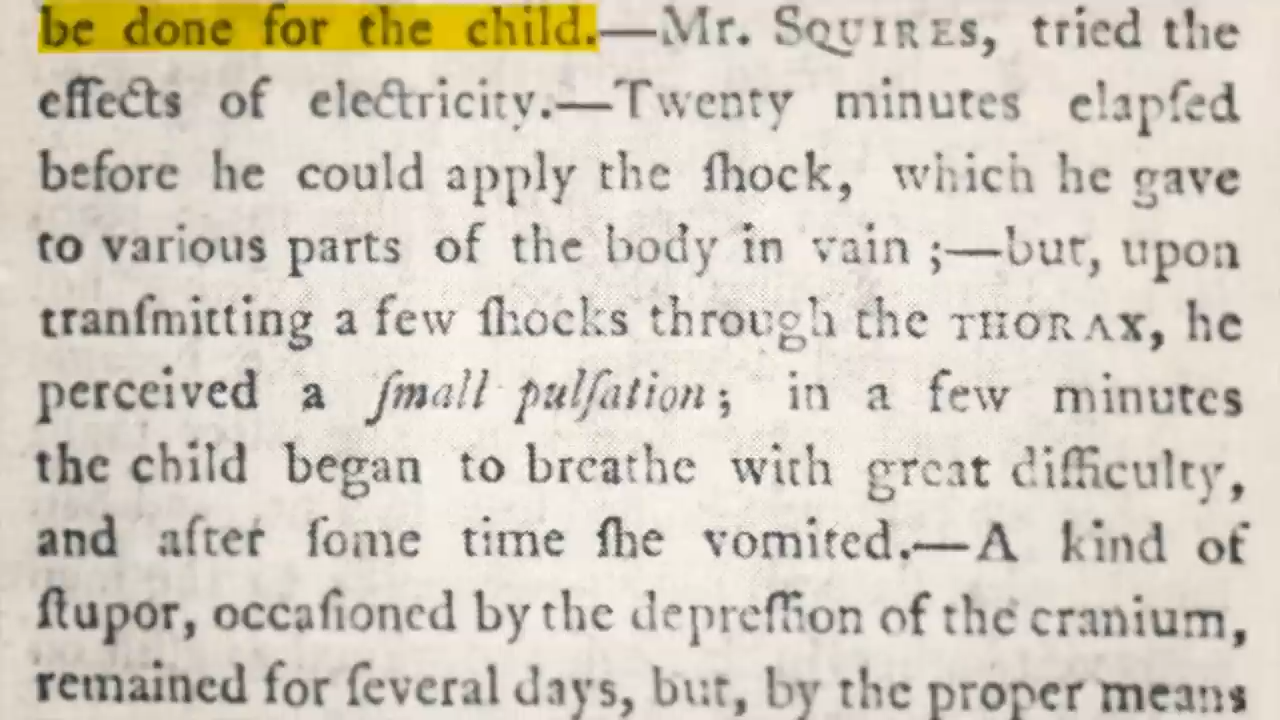 be done for the child.—Mr. SQUIRES, tried the
effects of electricity.—Twenty minutes elapſed
before he could apply the ſhock, which he gave
to various parts of the body in vain ;—but, upon
tranſmitting a few ſhocks through the THORAX, he
perceived a ſmall pulſation; in a few minutes
the child began to breathe with great difficulty,
and after ſome time ſhe vomited.—A kind of
ſtupor, occaſioned by the depreſſion of the cranium,
remained for ſeveral days, but, by the proper means